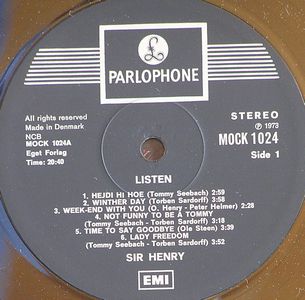 PARLOPHONE
All rights reserved
Made in Denmark
NCB
MOCK 1024A
Eget Forlag
Time: 20:40
STEREO
℗ 1973
MOCK 1024
Side 1
LISTEN
1. HEJDI HI HOE (Tommy Seebach) 2:59
2. WINTHER DAY (Torben Sardorff) 3:28
3. WEEK-END WITH YOU (O. Henry - Peter Helmer) 3:28
4. NOT FUNNY TO BE A TOMMY
(Tommy Seebach - Torben Sardorff) 3:18
5. TIME TO SAY GOODBYE (Ole Steen) 3:29
6. LADY FREEDOM
(Tommy Seebach - Torben Sardorff) 3:52
SIR HENRY
EMI